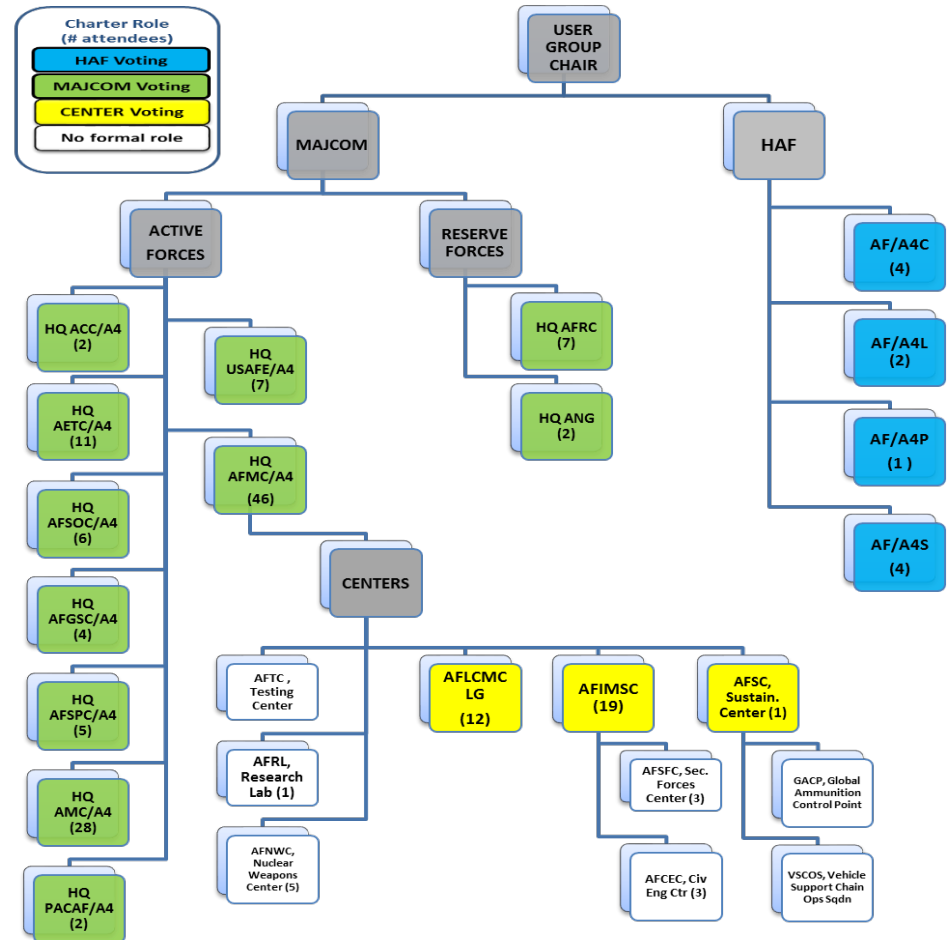 Charter Role
(# attendees)
HAF Voting
MAJCOM Voting
CENTER Voting
No formal role
USER
GROUP
CHAIR
MAJCOM
HAF
ACTIVE
FORCES
RESERVE
FORCES
HQ ACC/A4
(2)
HQ
USAFE/A4
(7)
HQ
AETC/A4
(11)
HQ
AFMC/A4
(46)
HQ
AFSOC/A4
(6)
HQ
AFGSC/A4
(4)
HQ
AFSPC/A4
(5)
HQ
AMC/A4
(28)
HQ
PACAF/A4
(2)
HQ AFRC
(7)
HQ ANG
(2)
AF/A4C
(4)
AF/A4L
(2)
AF/A4P
(1 )
AF/A4S
(4)
CENTERS
AFTC ,
Testing
Center
AFRL,
Research
Lab (1)
AFNWC,
Nuclear
Weapons
Center (5)
AFLCMC
LG
(12)
AFIMSC
(19)
AFSFC, Sec.
Forces
Center (3)
AFCEC, Civ
Eng Ctr (3)
AFSC,
Sustain.
Center (1)
GACP, Global
Ammunition
Control Point
VSCOS, Vehicle
Support Chain
Ops Sqdn